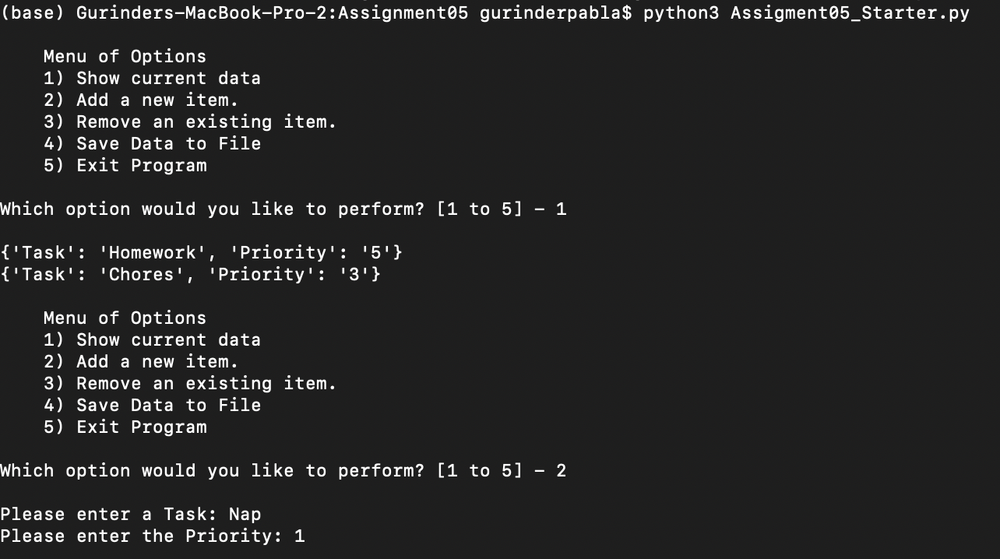 (base) Gurinders-MacBook-Pro-2:Assignment05 gurinderpabla$ python3 Assigment05_Starter.py
Menu of Options
1) Show current data
2) Add a new item.
3) Remove an existing item.
4) Save Data to File
5) Exit Program
Which option would you like to perform? [1 to 5] - 1
{'Task': 'Homework', 'Priority': '5'}
{'Task': 'Chores', 'Priority': '3'}
Menu of Options
1) Show current data
2) Add a new item.
3) Remove an existing item.
4) Save Data to File
5) Exit Program
Which option would you like to perform? [1 to 5] - 2
Please enter a Task: Nap
Please enter the Priority: 1